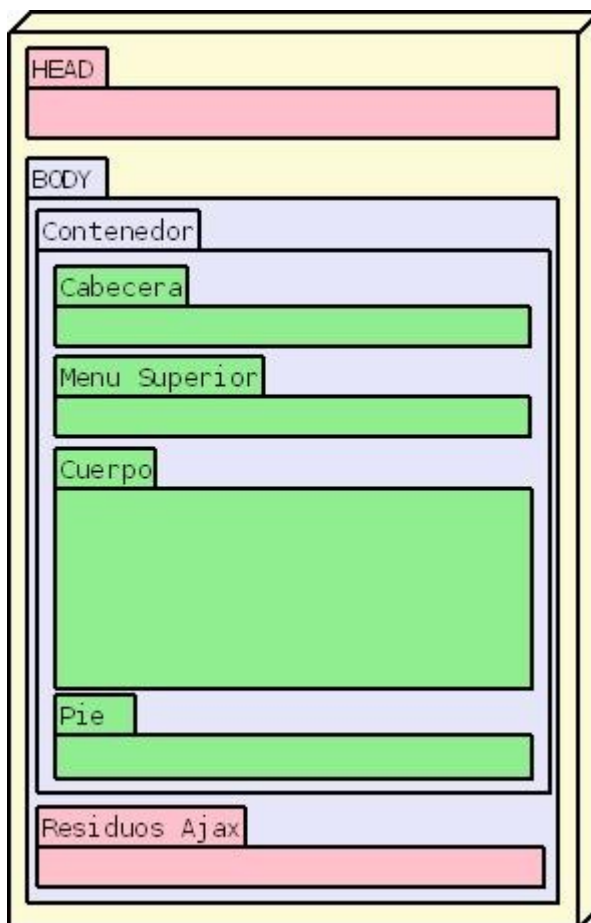 HEAD
BODY
Contenedor
Cabecera
Menu Superior
Cuerpo
Pie
Residuos Ajax